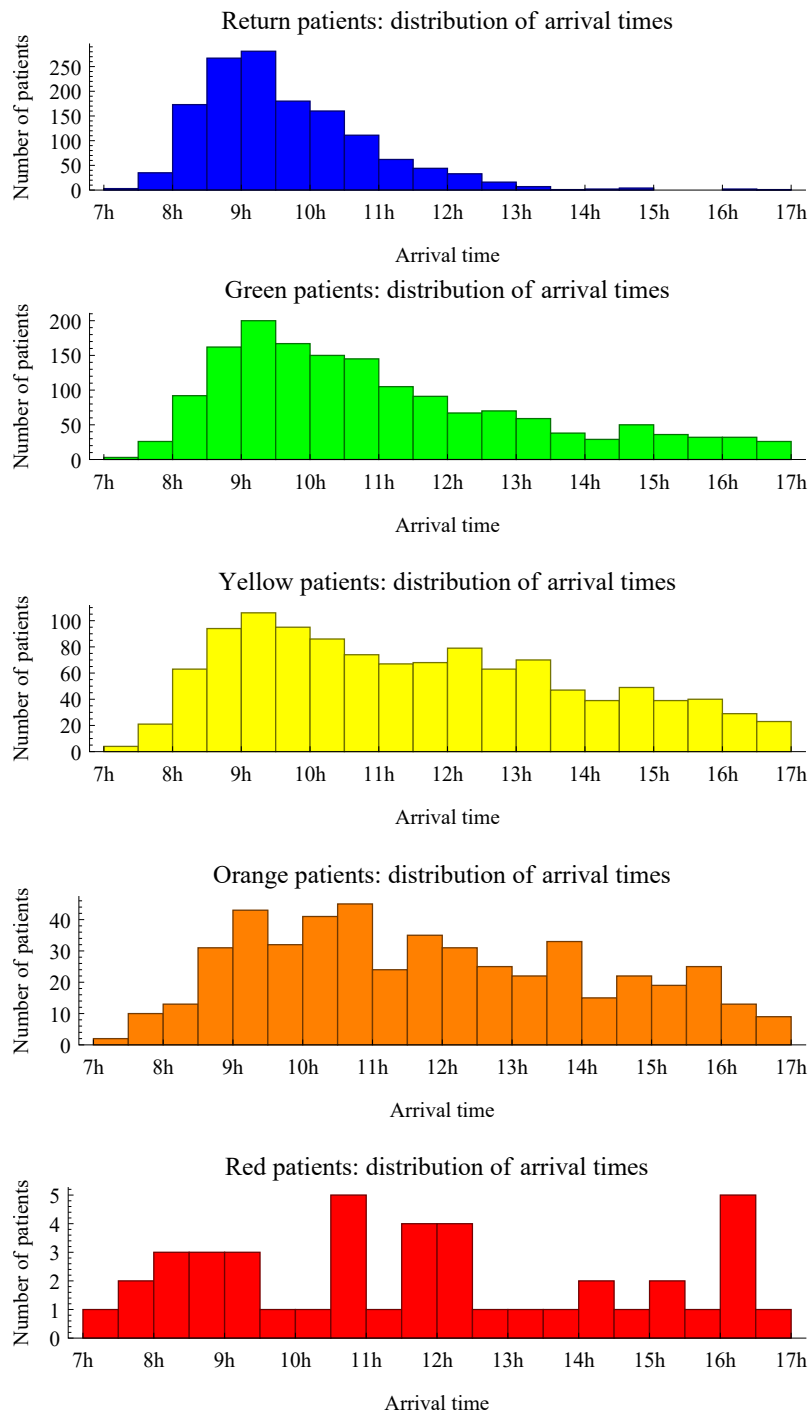 Return patients: distribution of arrival times
Number of patients
250
200
150
100
50
0
7h 8h 9h 10h 11h 12h 13h 14h 15h 16h 17h
Arrival time
Green patients: distribution of arrival times
Number of patients
200
150
100
50
0
7h 8h 9h 10h 11h 12h 13h 14h 15h 16h 17h
Arrival time
Yellow patients: distribution of arrival times
Number of patients
100
80
60
40
20
0
7h 8h 9h 10h 11h 12h 13h 14h 15h 16h 17h
Arrival time
Orange patients: distribution of arrival times
Number of patients
40
30
20
10
0
7h 8h 9h 10h 11h 12h 13h 14h 15h 16h 17h
Arrival time
Red patients: distribution of arrival times
Number of patients
5
4
3
2
1
0
7h 8h 9h 10h 11h 12h 13h 14h 15h 16h 17h
Arrival time